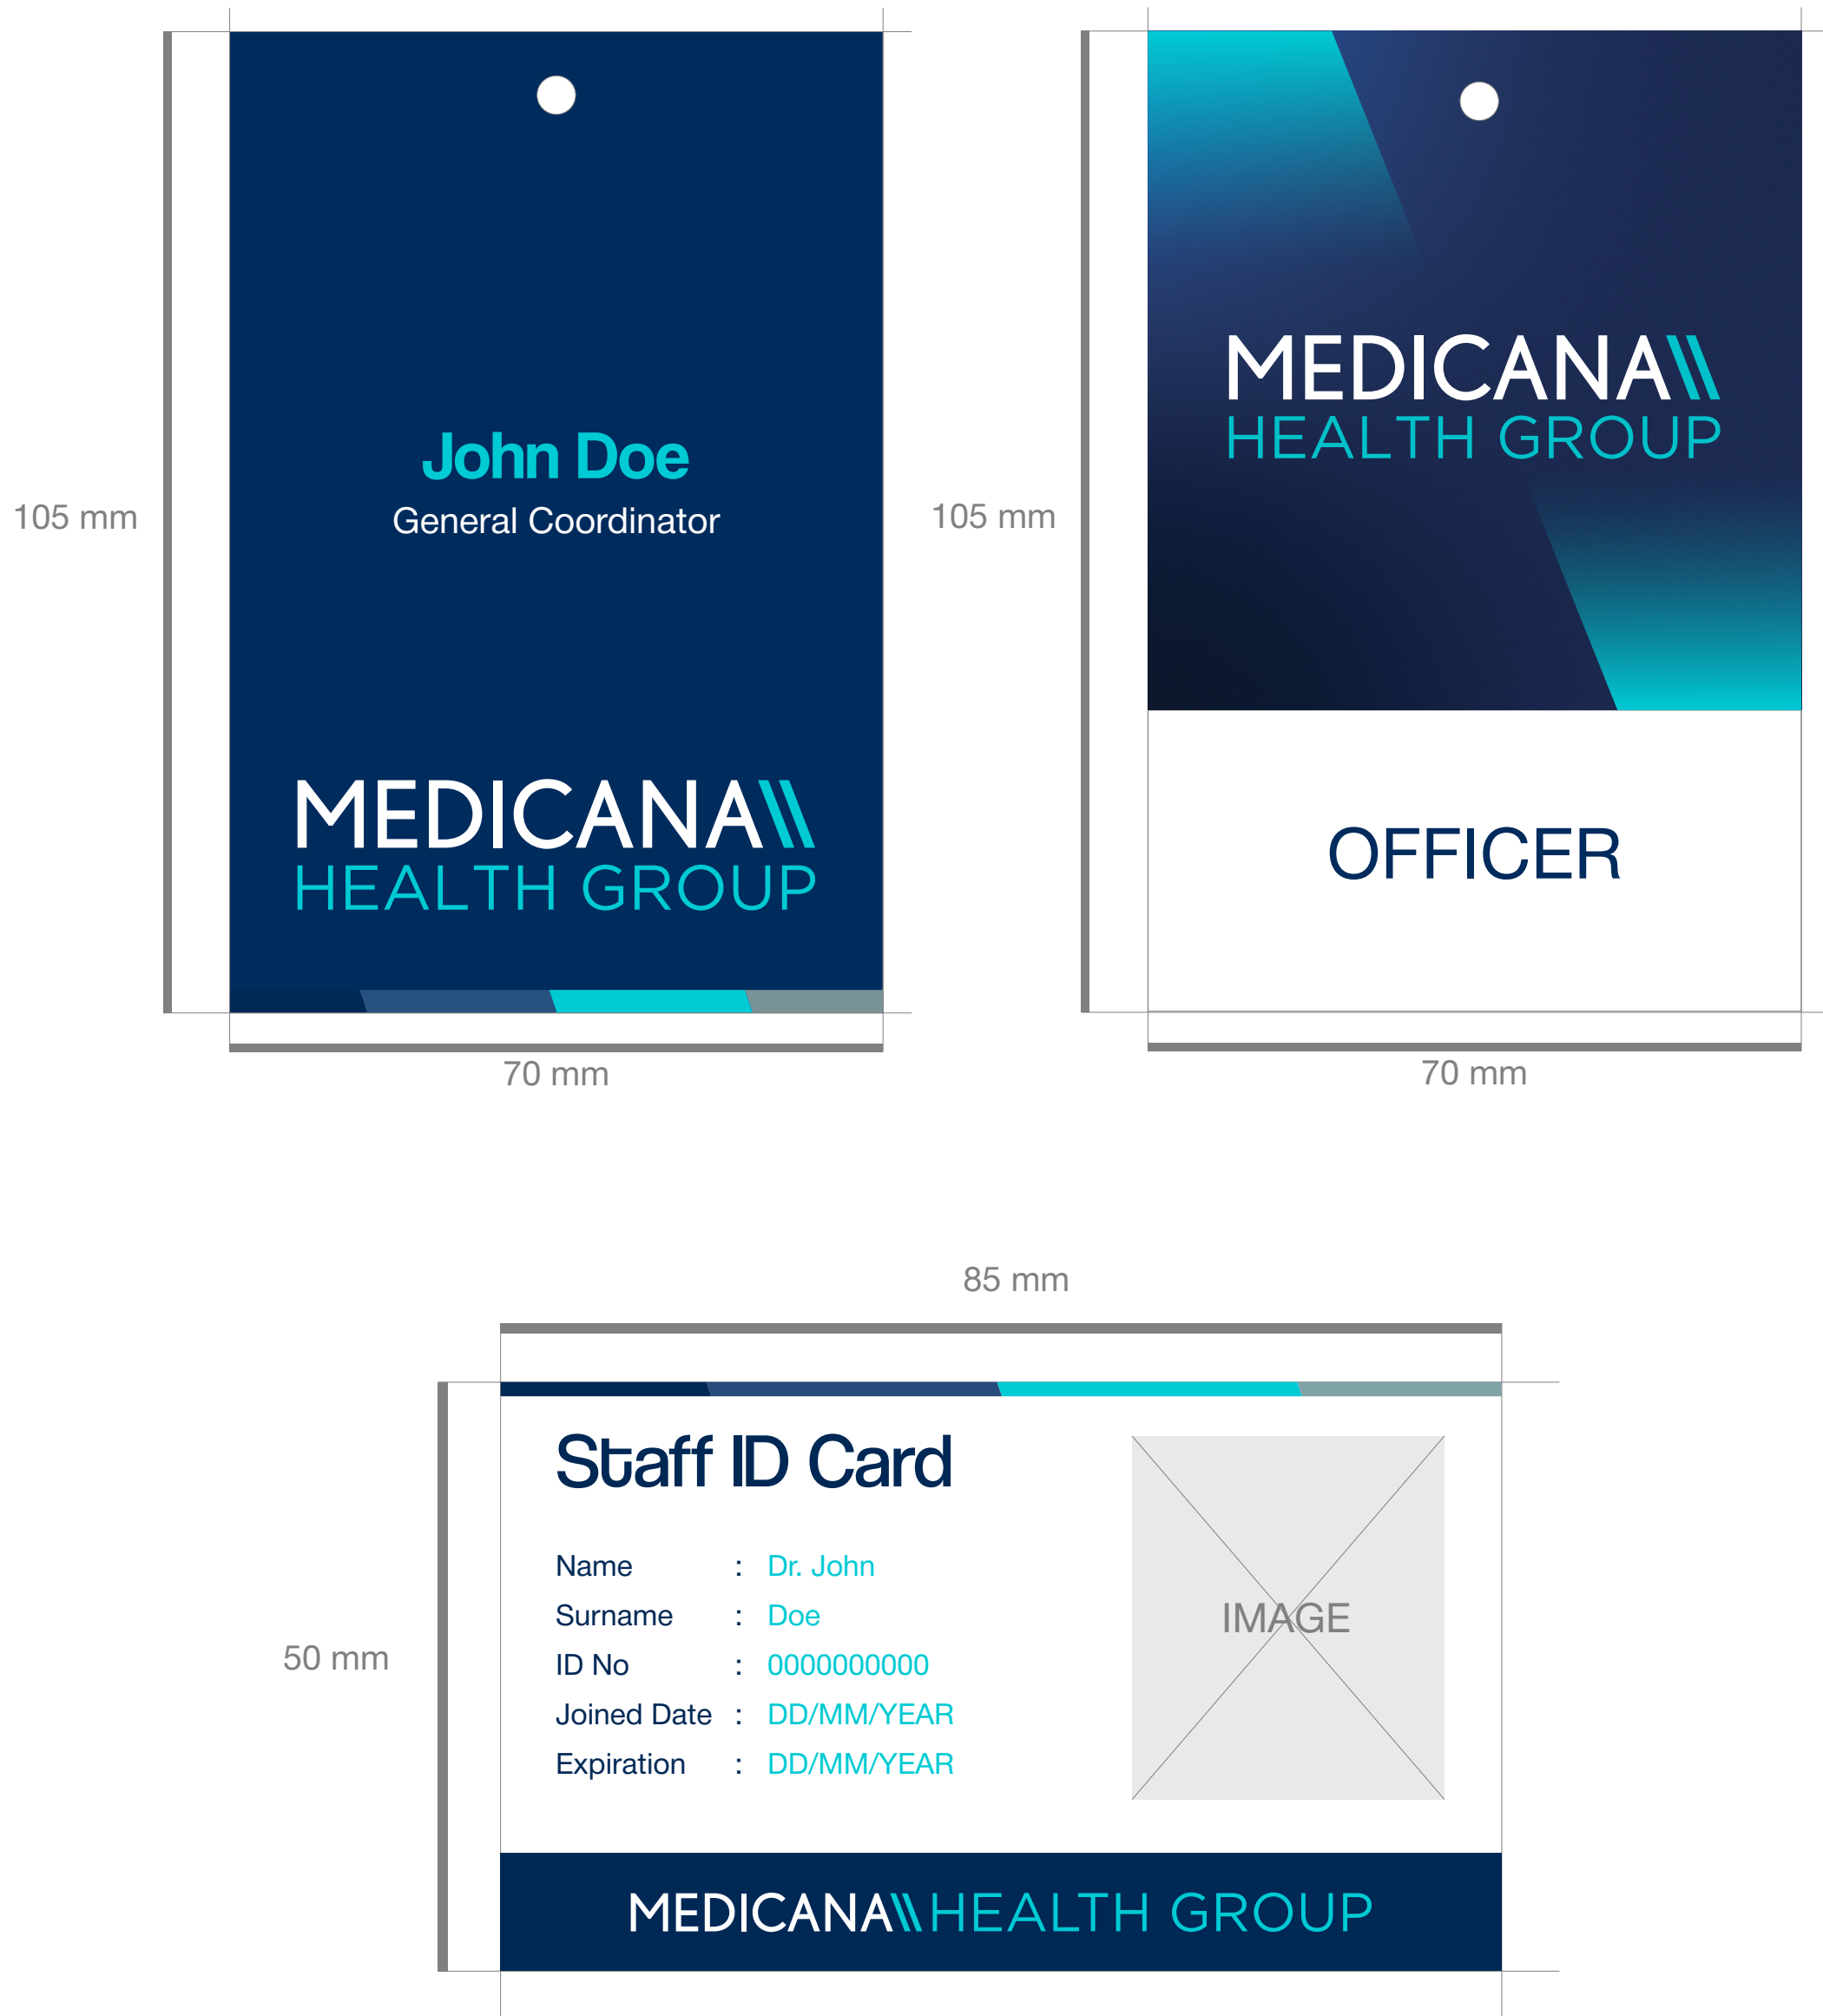 John Doe
General Coordinator
MEDICANA
HEALTH GROUP
105 mm
70 mm
MEDICANA
HEALTH GROUP
OFFICER
105 mm
70 mm
85 mm
Staff ID Card
Name : Dr. John
Surname : Doe
ID No : 0000000000
Joined Date : DD/MM/YEAR
Expiration : DD/MM/YEAR
IMAGE
50 mm
MEDICANA HEALTH GROUP